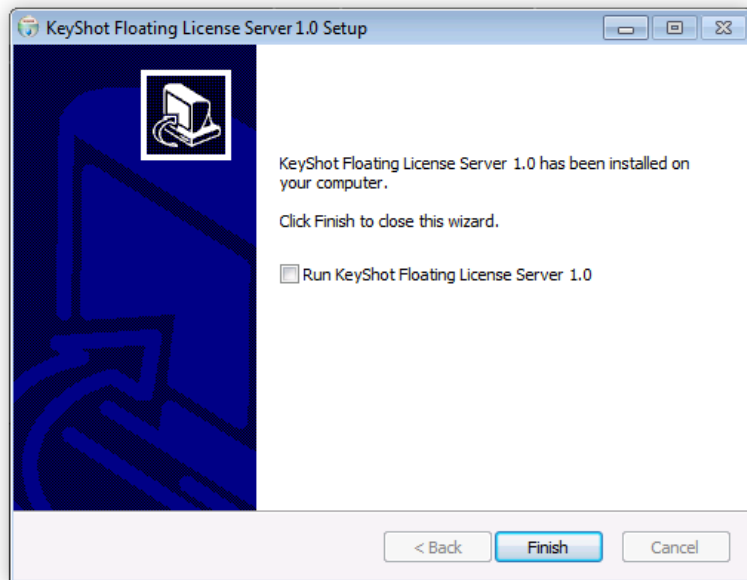 KeyShot Floating License Server 1.0 Setup
KeyShot Floating License Server 1.0 has been installed on
your computer.
Click Finish to close this wizard.
Run KeyShot Floating License Server 1.0
< Back
Finish
Cancel